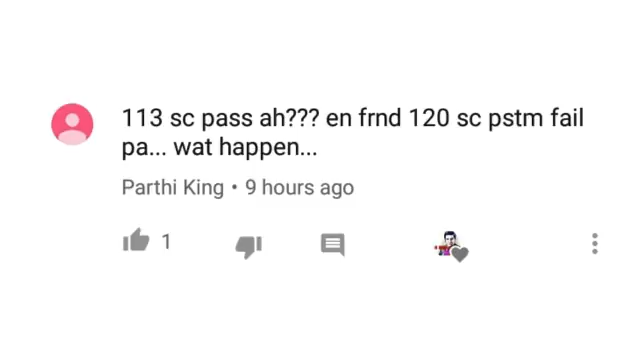 113 sc pass ah??? en frnd 120 sc pstm fail
pa... wat happen...
Parthi King • 9 hours ago
1